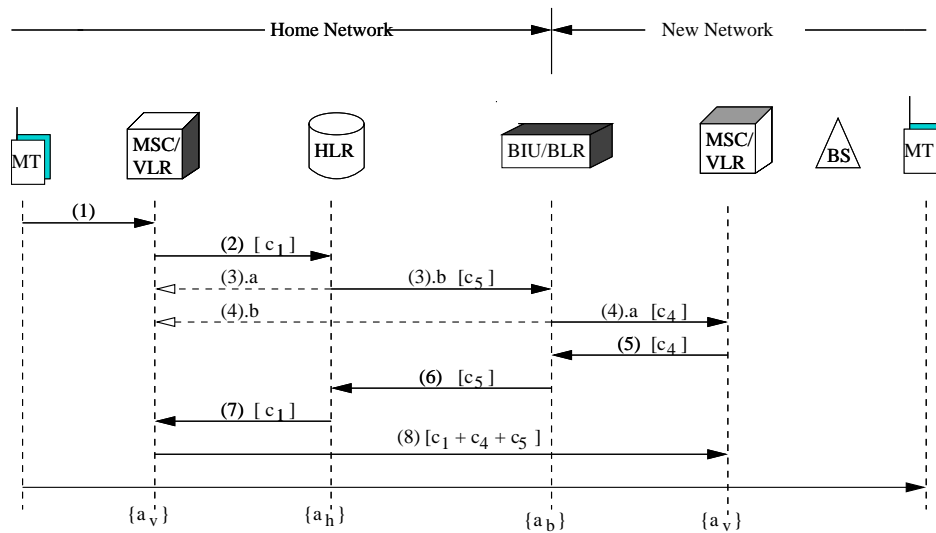 Home Network
New Network
MT
MSC/
VLR
HLR
BIU/BLR
MSC/
VLR
BS
MT
(1)
(2) [ c1 ]
(3).a
(3).b [c5 ]
(4).b
(4).a [c4 ]
(5) [c4 ]
(6) [c5 ]
(7) [ c1 ]
(8) [c1 + c4 + c5 ]
{av}
{ah}
{ab}
{av}